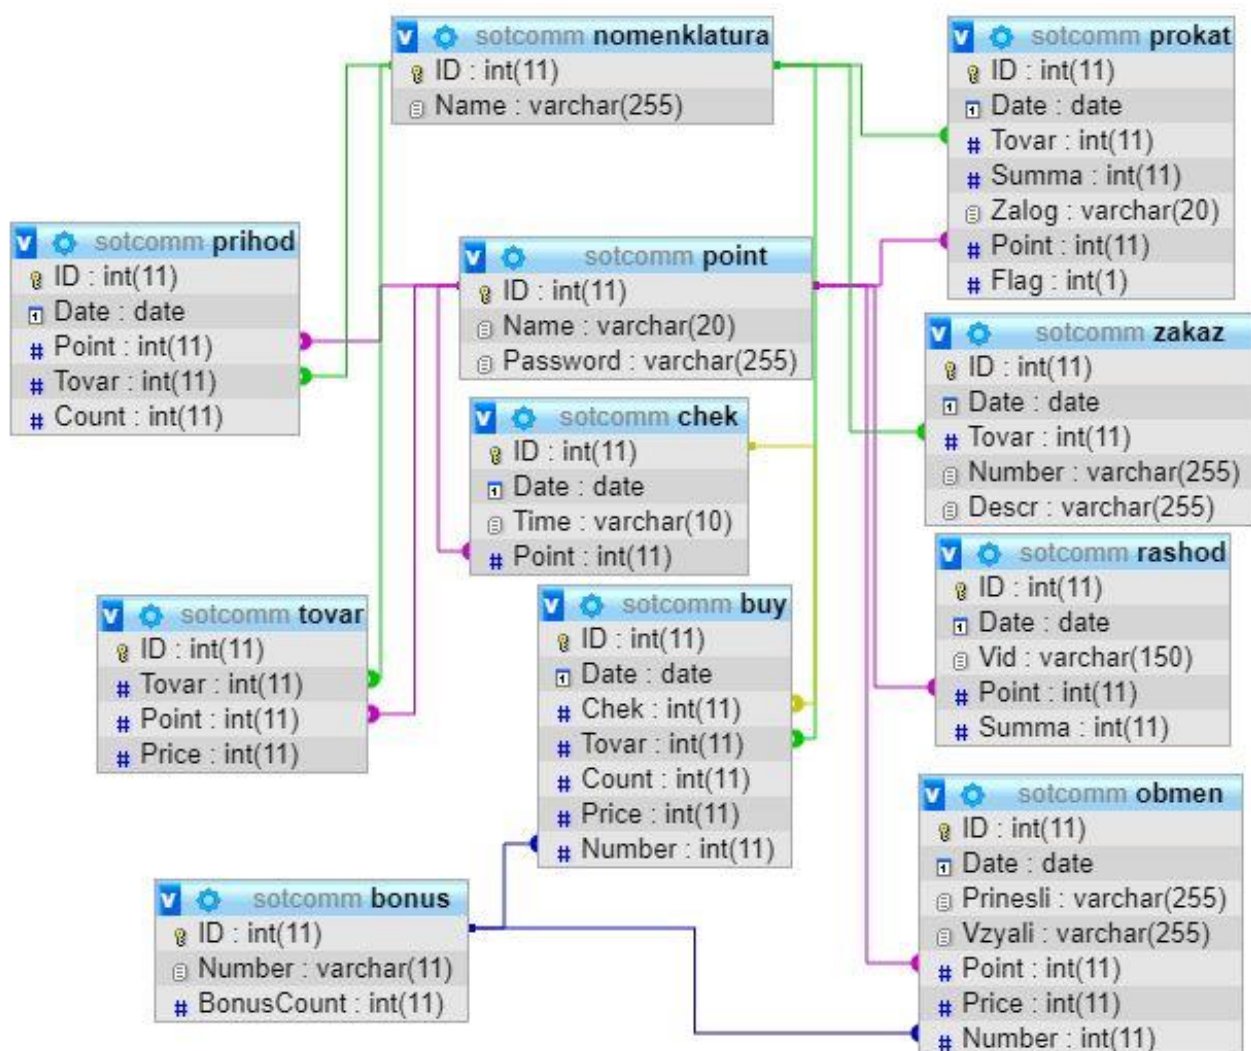 sotcomm nomenklatura
ID : int(11)
Name : varchar(255)
sotcomm prokat
ID : int(11)
Date : date
Tovar : int(11)
Summa : int(11)
Zalog : varchar(20)
Point : int(11)
Flag : int(1)
sotcomm prihod
ID : int(11)
Date : date
Point : int(11)
Tovar : int(11)
Count : int(11)
sotcomm point
ID : int(11)
Name : varchar(20)
Password : varchar(255)
sotcomm zakaz
ID : int(11)
Date : date
Tovar : int(11)
Number : varchar(255)
Descr : varchar(255)
sotcomm chek
ID : int(11)
Date : date
Time : varchar(10)
Point : int(11)
sotcomm rashod
ID : int(11)
Date : date
Vid : varchar(150)
Point : int(11)
Summa : int(11)
sotcomm tovar
ID : int(11)
Tovar : int(11)
Point : int(11)
Price : int(11)
sotcomm buy
ID : int(11)
Date : date
Chek : int(11)
Tovar : int(11)
Count : int(11)
Price : int(11)
Number : int(11)
sotcomm obmen
ID : int(11)
Date : date
Prinesli : varchar(255)
Vzyali : varchar(255)
Point : int(11)
Price : int(11)
Number : int(11)
sotcomm bonus
ID : int(11)
Number : varchar(11)
BonusCount : int(11)